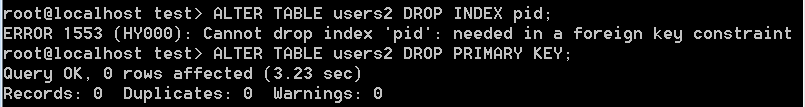 root@localhost test> ALTER TABLE users2 DROP INDEX pid;
ERROR 1553 (HY000): Cannot drop index 'pid': needed in a foreign key constraint
root@localhost test> ALTER TABLE users2 DROP PRIMARY KEY;
Query OK, 0 rows affected (3.23 sec)
Records: 0  Duplicates: 0  Warnings: 0